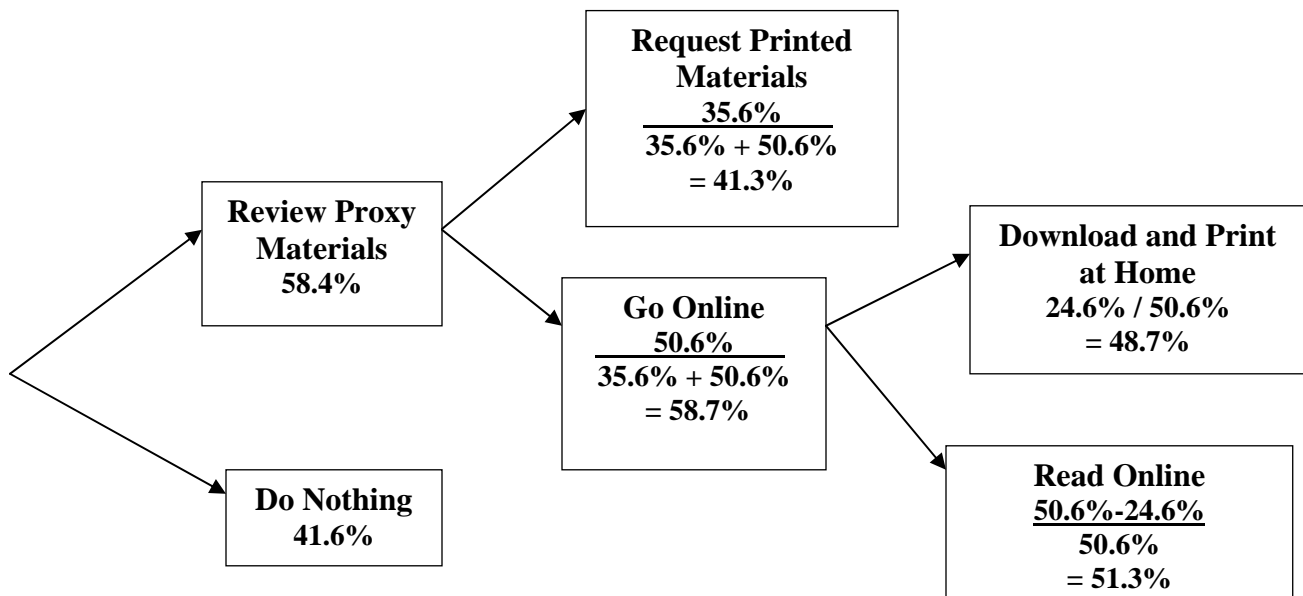 Request Printed
Materials
35.6%
35.6% + 50.6%
= 41.3%
Review Proxy
Materials
58.4%
Download and Print
at Home
24.6% / 50.6%
= 48.7%
Go Online
50.6%
35.6% + 50.6%
= 58.7%
Do Nothing
41.6%
Read Online
50.6%-24.6%
50.6%
= 51.3%